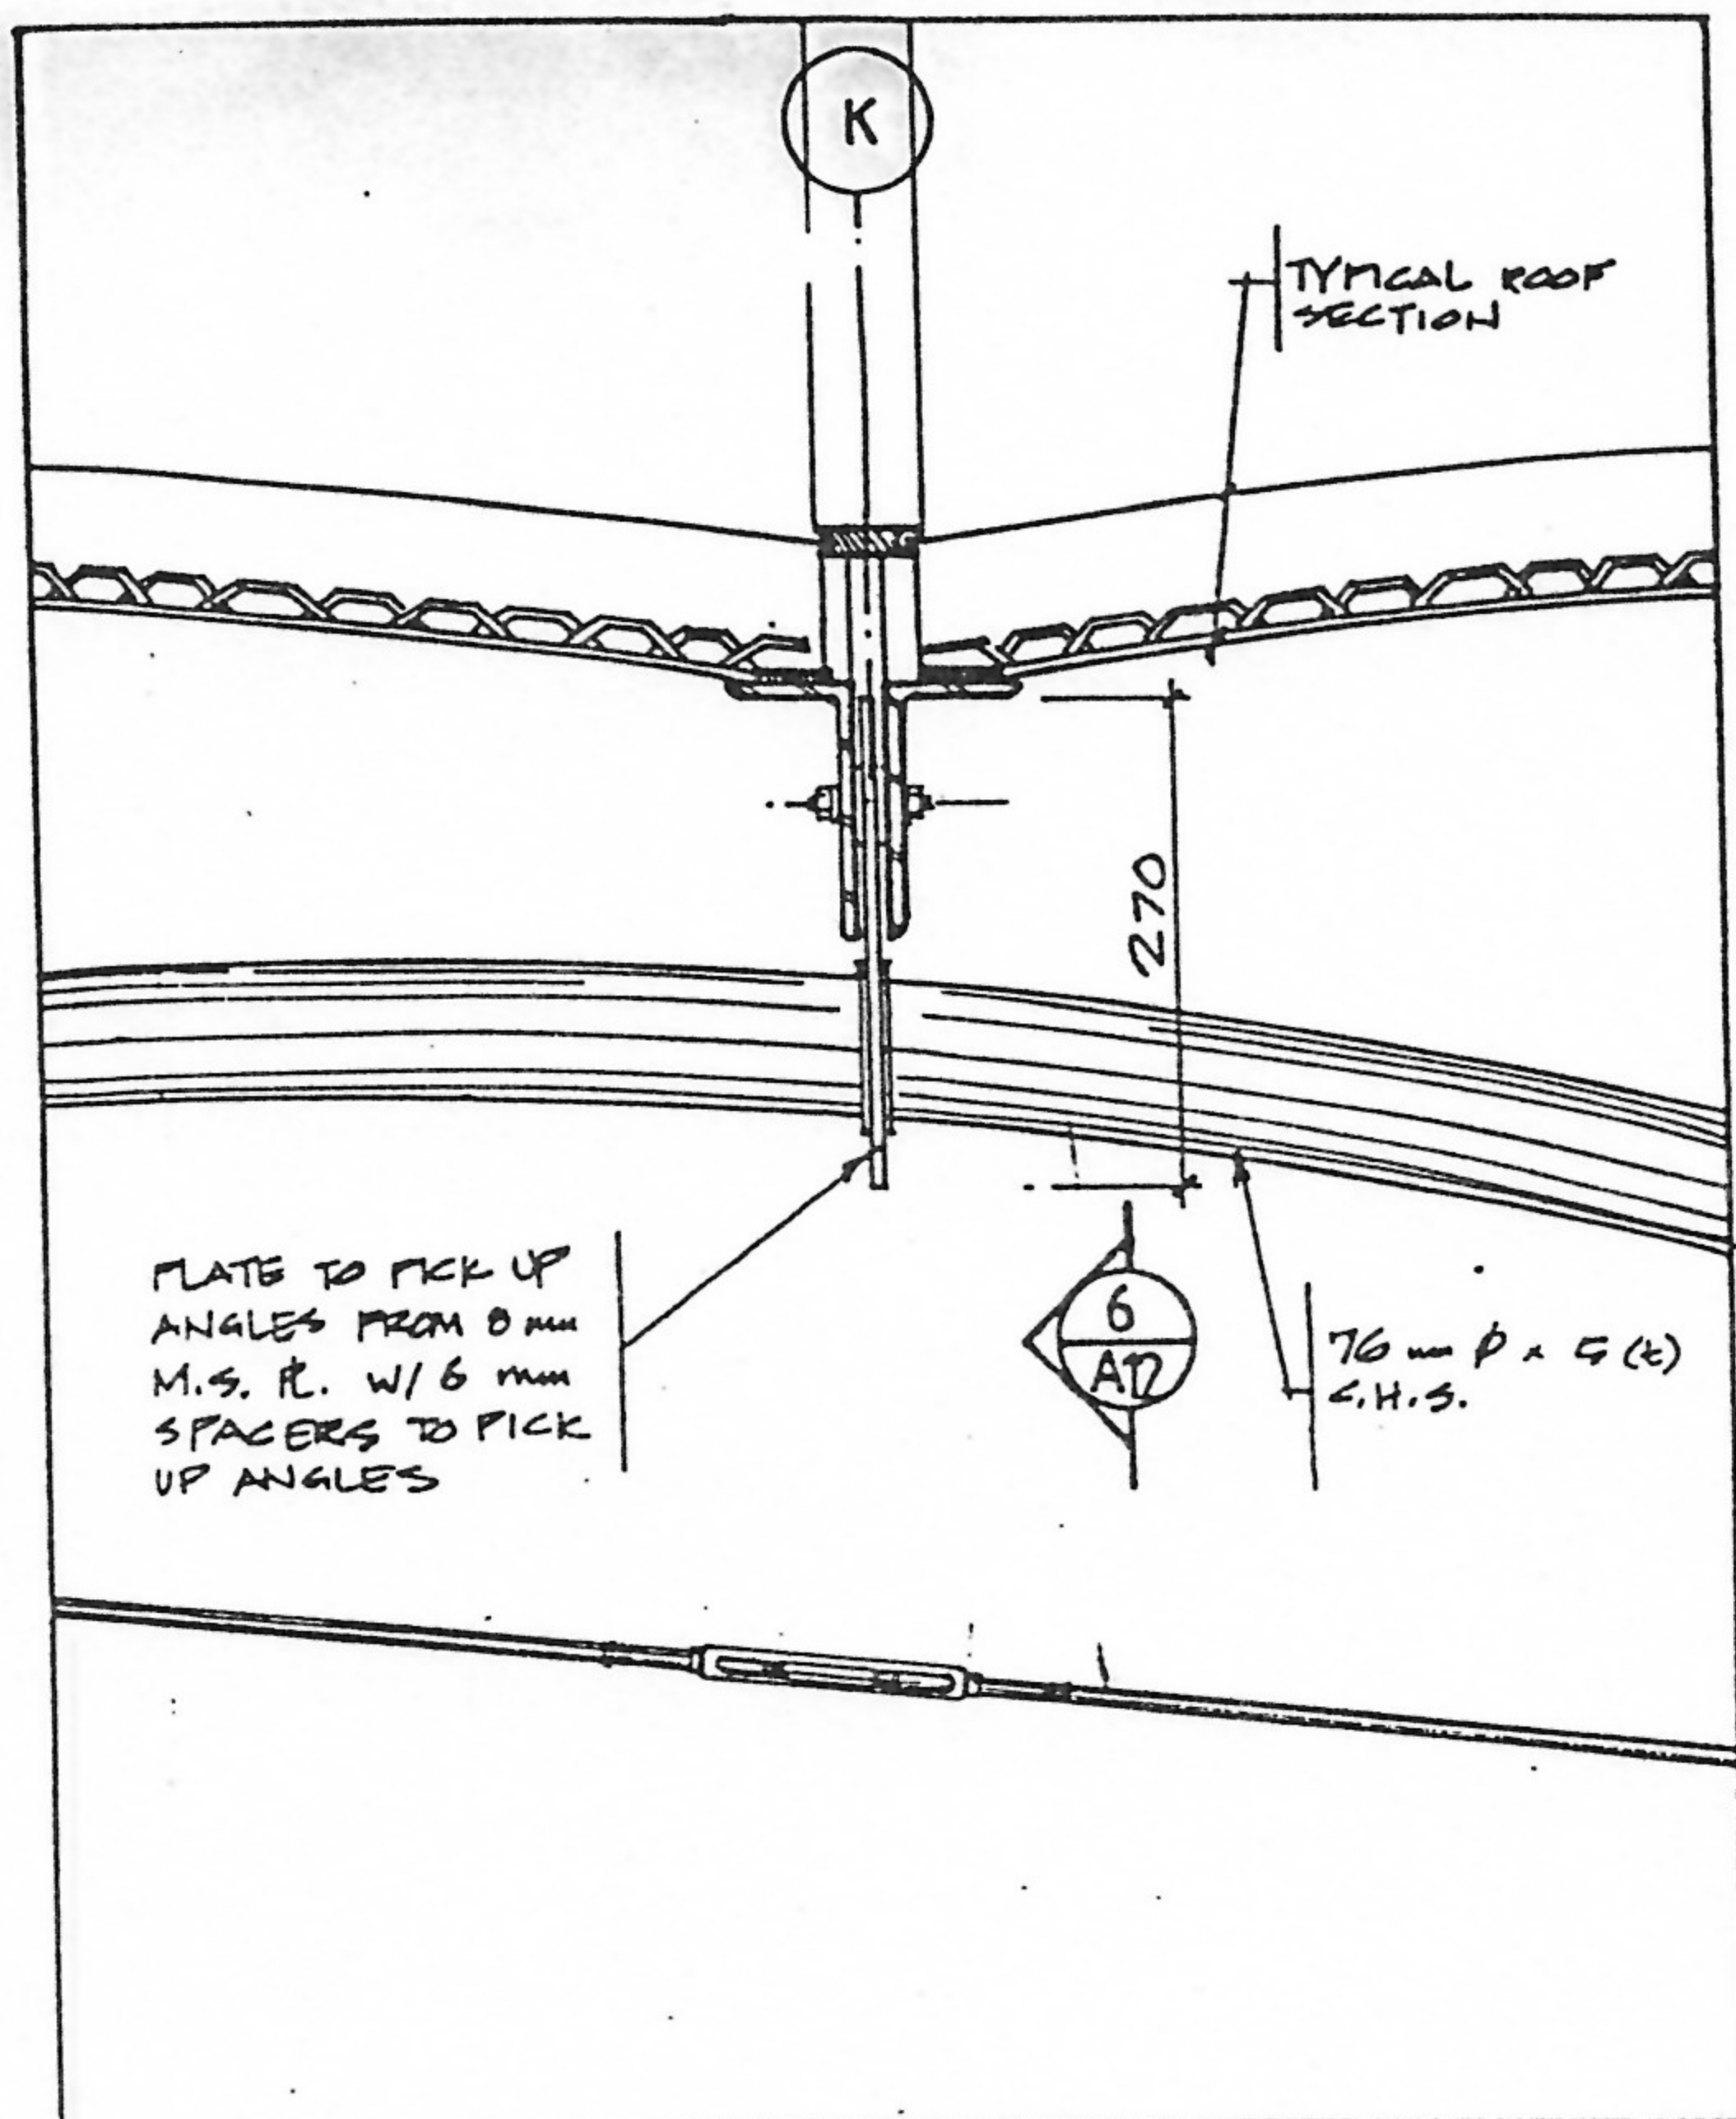 K
TYPICAL ROOF
SECTION
270
PLATE TO PICK UP
ANGLES FROM 8 mm
M.S. PL. W/ 6 mm
SPACERS TO PICK
UP ANGLES
6
A12
76 mm ϕ x 5 (t)
C.H.S.